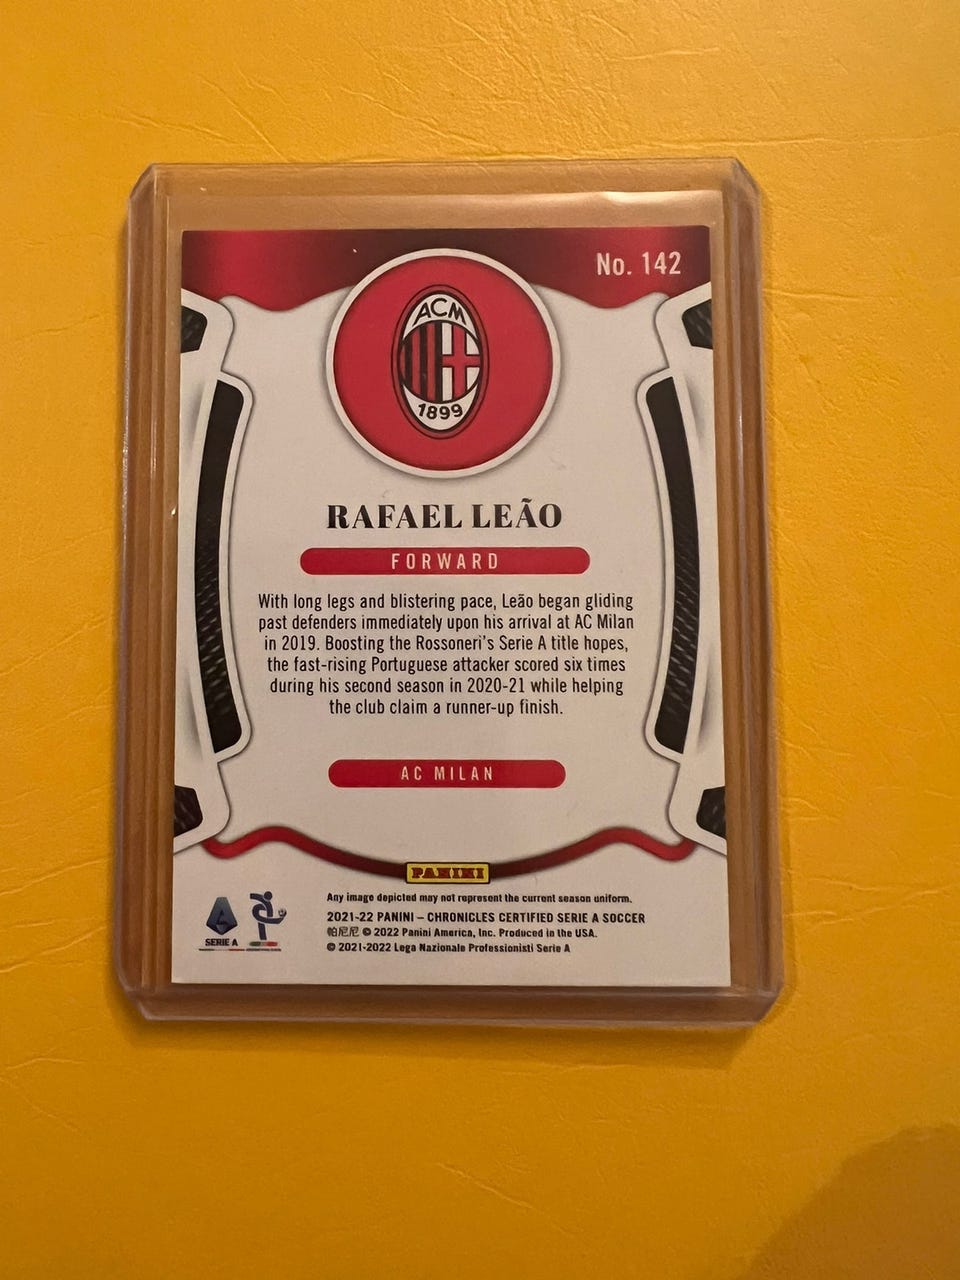 No. 142
ACM
1899
RAFAEL LEÃO
FORWARD
With long legs and blistering pace, Leão began gliding
past defenders immediately upon his arrival at AC Milan
in 2019. Boosting the Rossoneri's Serie A title hopes,
the fast-rising Portuguese attacker scored six times
during his second season in 2020-21 while helping
the club claim a runner-up finish.
AC MILAN
PANINI
Any image depicted may not represent the current season uniform.
2021-22 PANINI – CHRONICLES CERTIFIED SERIE A SOCCER
帕尼尼 © 2022 Panini America, Inc. Produced in the USA.
© 2021-2022 Lega Nazionale Professionisti Serie A
SERIE A